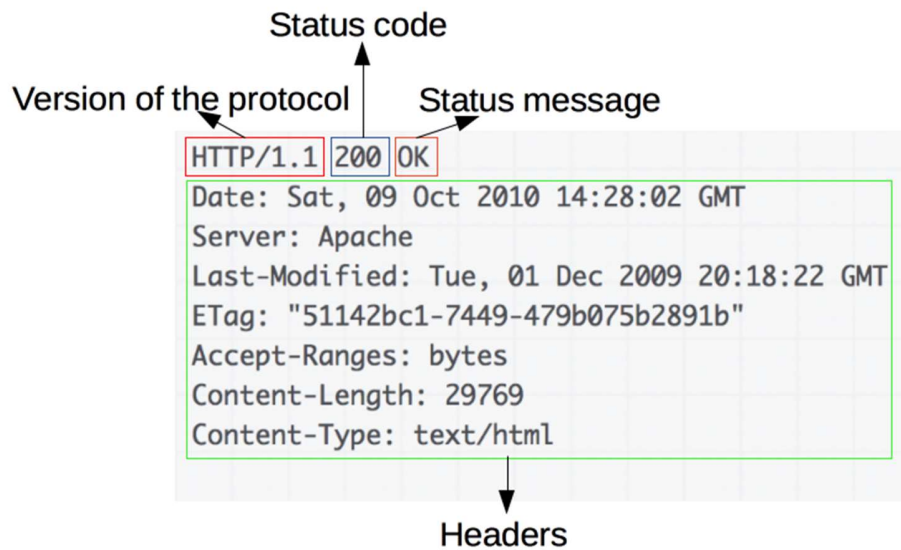 Status code
Version of the protocol
Status message
HTTP/1.1 200 OK
Date: Sat, 09 Oct 2010 14:28:02 GMT
Server: Apache
Last-Modified: Tue, 01 Dec 2009 20:18:22 GMT
ETag: "51142bc1-7449-479b075b2891b"
Accept-Ranges: bytes
Content-Length: 29769
Content-Type: text/html
Headers